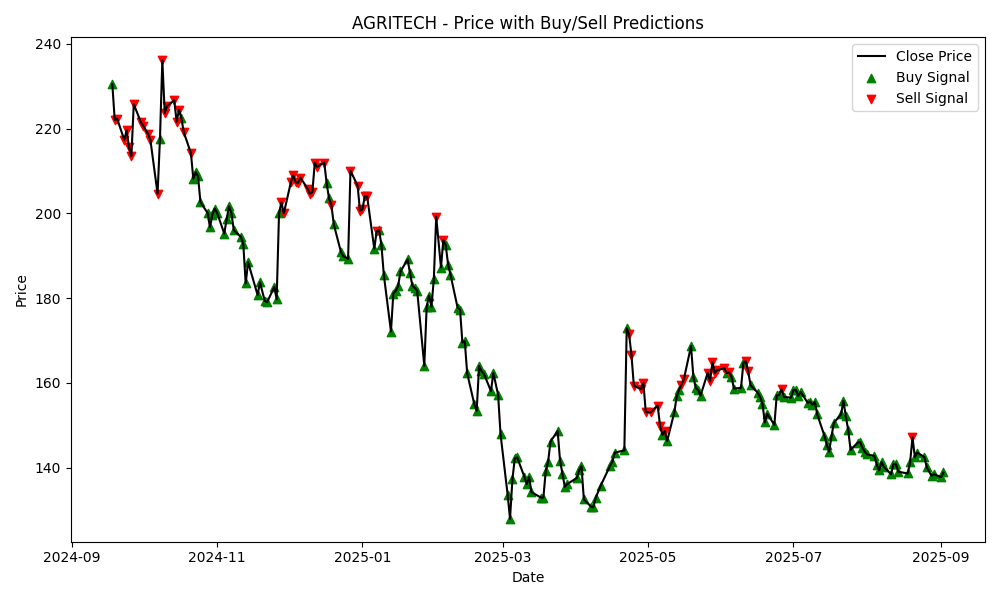 AGRITECH - Price with Buy/Sell Predictions
Close Price
Buy Signal
Sell Signal
Price
240
220
200
180
160
140
2024-09
2024-11
2025-01
2025-03
2025-05
2025-07
2025-09
Date